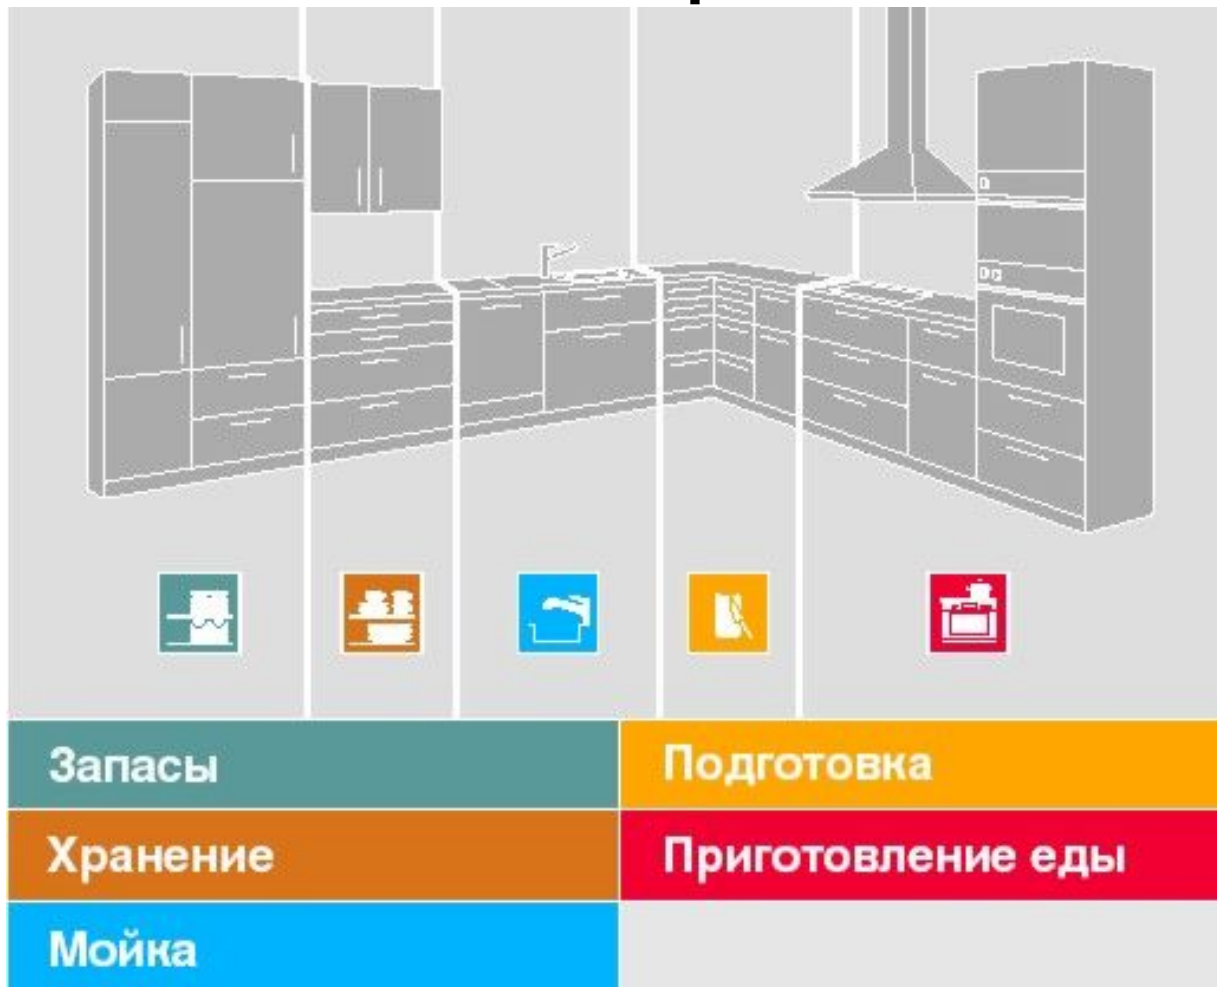 Запасы
Хранение
Мойка
Подготовка
Приготовление еды